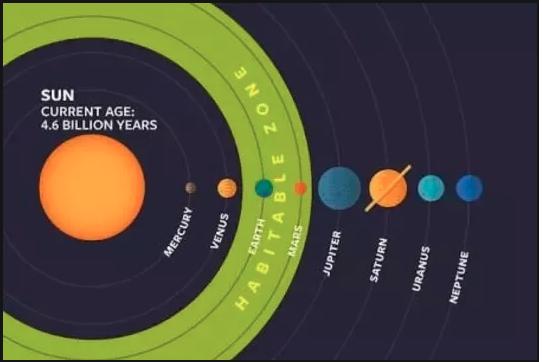 SUN
CURRENT AGE:
4.6 BILLION YEARS
HABITABLE ZONE
MERCURY
VENUS
EARTH
MARS
JUPITER
SATURN
URANUS
NEPTUNE